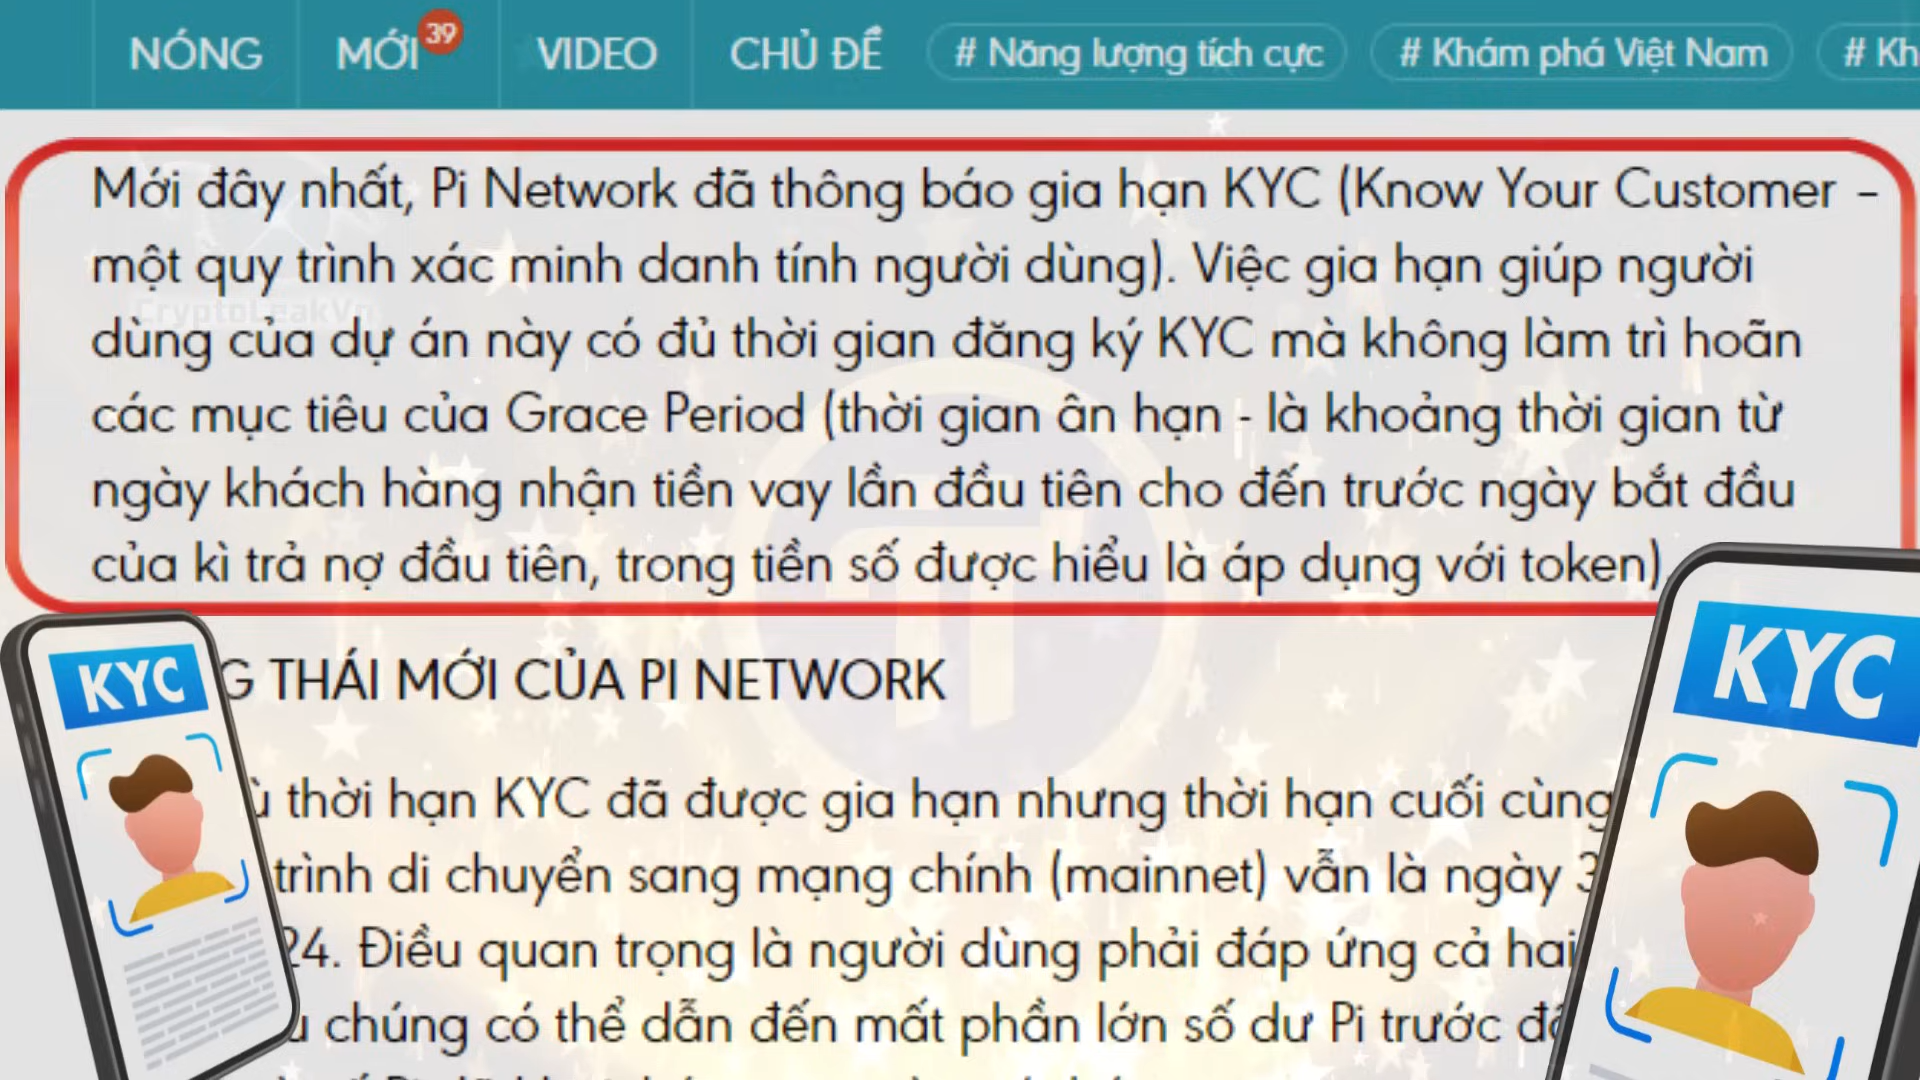 NÓNG
MỚI
39
VIDEO
CHỦ ĐỀ
# Năng lượng tích cực
# Khám phá Việt Nam
# Kh
Mới đây nhất, Pi Network đã thông báo gia hạn KYC (Know Your Customer –
một quy trình xác minh danh tính người dùng). Việc gia hạn giúp người
CryptoLeakVn
dùng của dự án này có đủ thời gian đăng ký KYC mà không làm trì hoãn
các mục tiêu của Grace Period (thời gian ân hạn - là khoảng thời gian từ
ngày khách hàng nhận tiền vay lần đầu tiên cho đến trước ngày bắt đầu
của kì trả nợ đầu tiên, trong tiền số được hiểu là áp dụng với token)
KYC
KYC
G THÁI MỚI CỦA PI NETWORK
thời hạn KYC đã được gia hạn nhưng thời hạn cuối cùng
trình di chuyển sang mạng chính (mainnet) vẫn là ngày 3
24. Điều quan trọng là người dùng phải đáp ứng cả hai
chúng có thể dẫn đến mất phần lớn số dư Pi trước